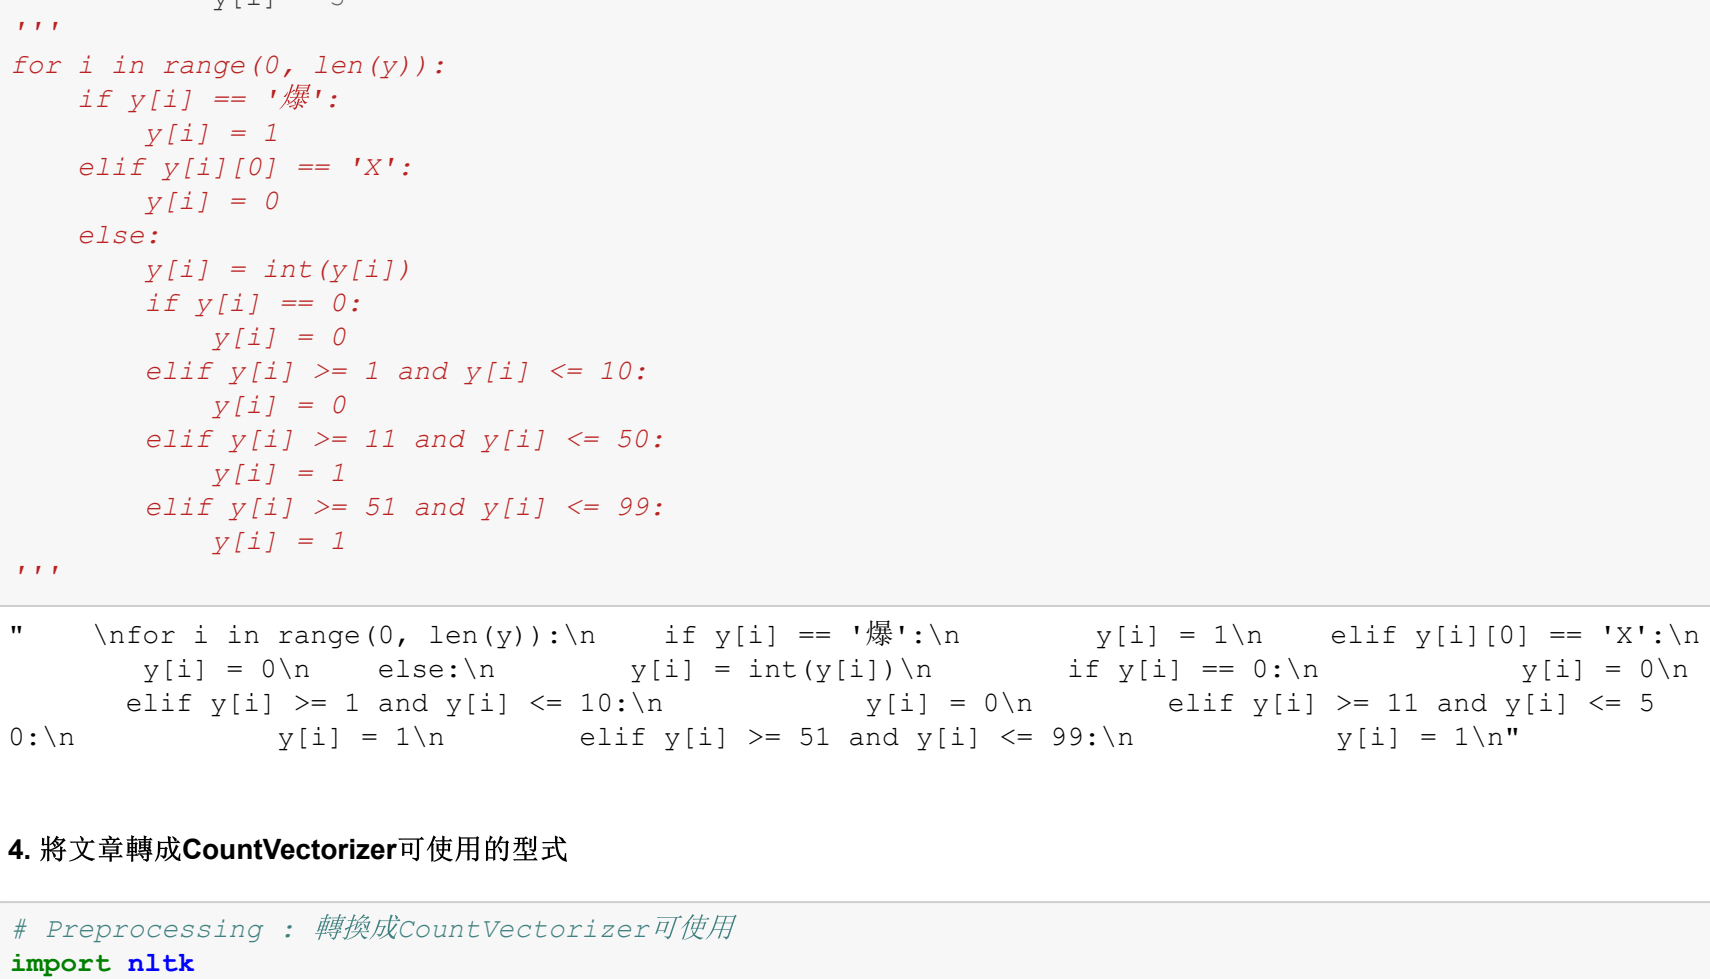 '''
for i in range(0, len(y)):
    if y[i] == '爆':
        y[i] = 1
    elif y[i][0] == 'X':
        y[i] = 0
    else:
        y[i] = int(y[i])
        if y[i] == 0:
            y[i] = 0
        elif y[i] >= 1 and y[i] <= 10:
            y[i] = 0
        elif y[i] >= 11 and y[i] <= 50:
            y[i] = 1
        elif y[i] >= 51 and y[i] <= 99:
            y[i] = 1
'''
"    \nfor i in range(0, len(y)):\n    if y[i] == '爆':\n        y[i] = 1\n    elif y[i][0] == 'X':\n
        y[i] = 0\n    else:\n        y[i] = int(y[i])\n        if y[i] == 0:\n            y[i] = 0\n
       elif y[i] >= 1 and y[i] <= 10:\n            y[i] = 0\n        elif y[i] >= 11 and y[i] <= 5
0:\n            y[i] = 1\n        elif y[i] >= 51 and y[i] <= 99:\n            y[i] = 1\n"
4. 將文章轉成CountVectorizer可使用的型式
# Preprocessing : 轉換成CountVectorizer可使用
import nltk